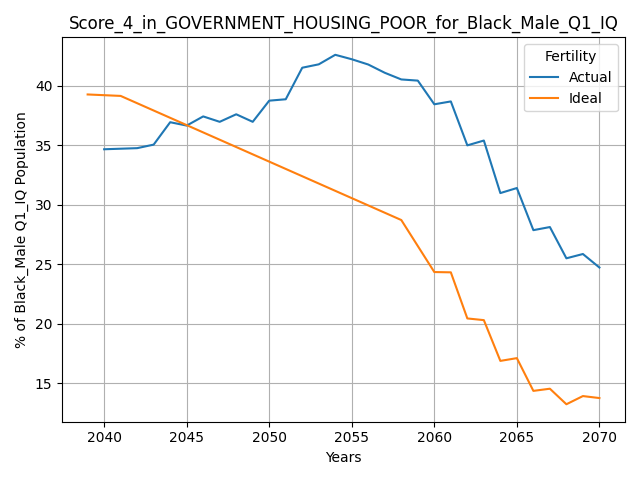 Score_4_in_GOVERNMENT_HOUSING_POOR_for_Black_Male_Q1_IQ
Fertility
Actual
Ideal
% of Black_Male Q1_IQ Population
40
35
30
25
20
15
2040 2045 2050 2055 2060 2065 2070
Years